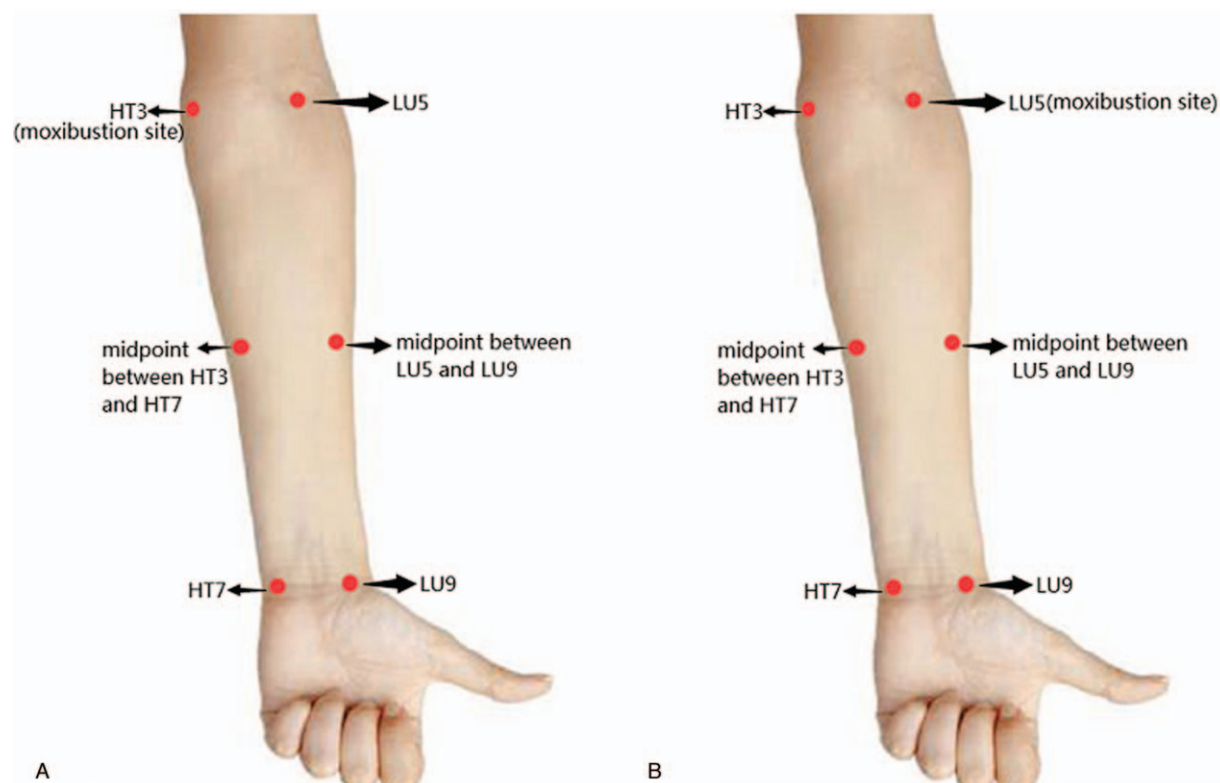 HT3
(moxibustion site)
LU5
midpoint
between HT3
and HT7
midpoint between
LU5 and LU9
HT7
LU9
A
HT3
LU5(moxibustion site)
midpoint
between HT3
and HT7
midpoint between
LU5 and LU9
HT7
LU9
B